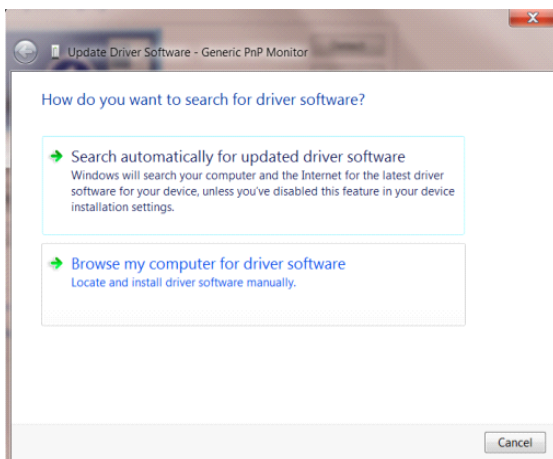 Update Driver Software - Generic PnP Monitor
How do you want to search for driver software?
Search automatically for updated driver software
Windows will search your computer and the Internet for the latest driver
software for your device, unless you've disabled this feature in your device
installation settings.
Browse my computer for driver software
Locate and install driver software manually.
Cancel